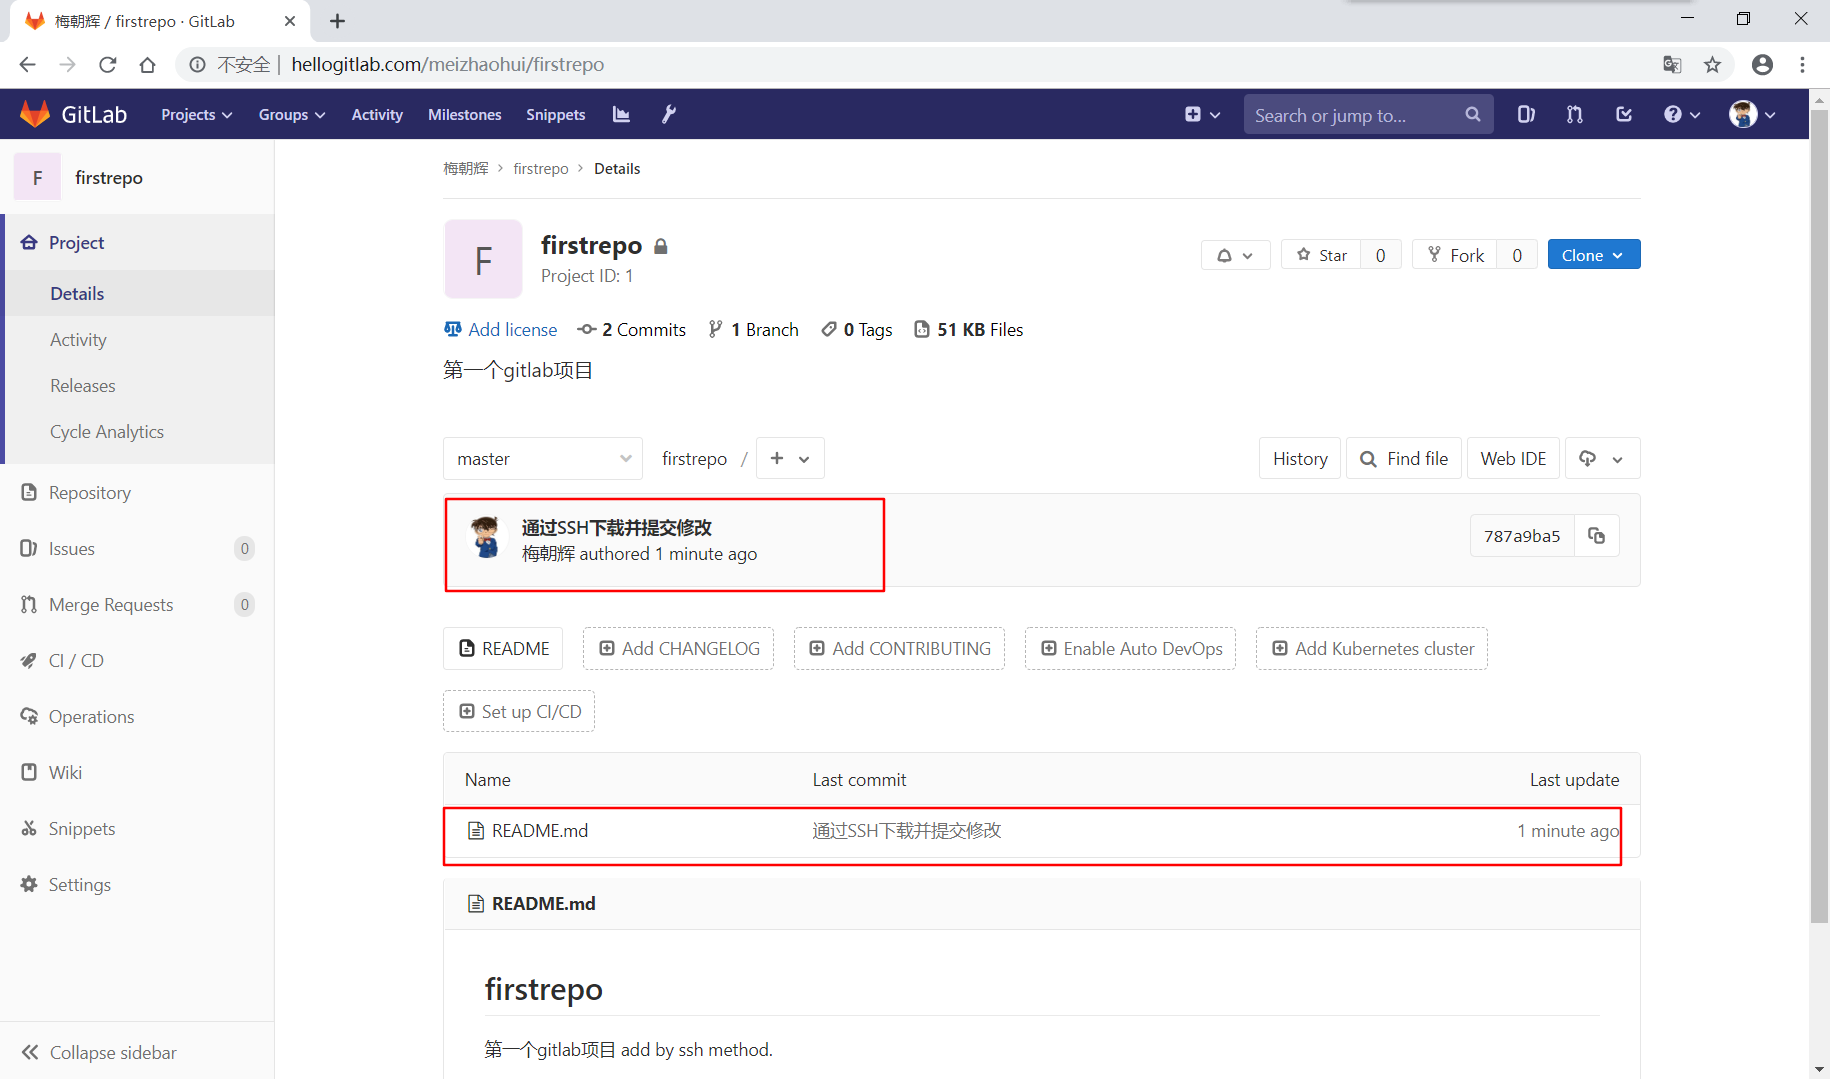 梅朝辉 / firstrepo · GitLab
不安全 | hellogitlab.com/meizhaohui/firstrepo
GitLab Projects Groups Activity Milestones Snippets Search or jump to...
F firstrepo
Project
Details
Activity
Releases
Cycle Analytics
Repository
Issues 0
Merge Requests 0
CI / CD
Operations
Wiki
Snippets
Settings
Collapse sidebar
梅朝辉 > firstrepo > Details
F
firstrepo
Project ID: 1
Star 0 Fork 0 Clone
Add license 2 Commits 1 Branch 0 Tags 51 KB Files
第一个gitlab项目
master firstrepo / + History Find file Web IDE
通过SSH下载并提交修改
梅朝辉 authored 1 minute ago
787a9ba5
README Add CHANGELOG Add CONTRIBUTING Enable Auto DevOps Add Kubernetes cluster
Set up CI/CD
Name Last commit Last update
README.md 通过SSH下载并提交修改 1 minute ago
README.md
firstrepo
第一个gitlab项目 add by ssh method.